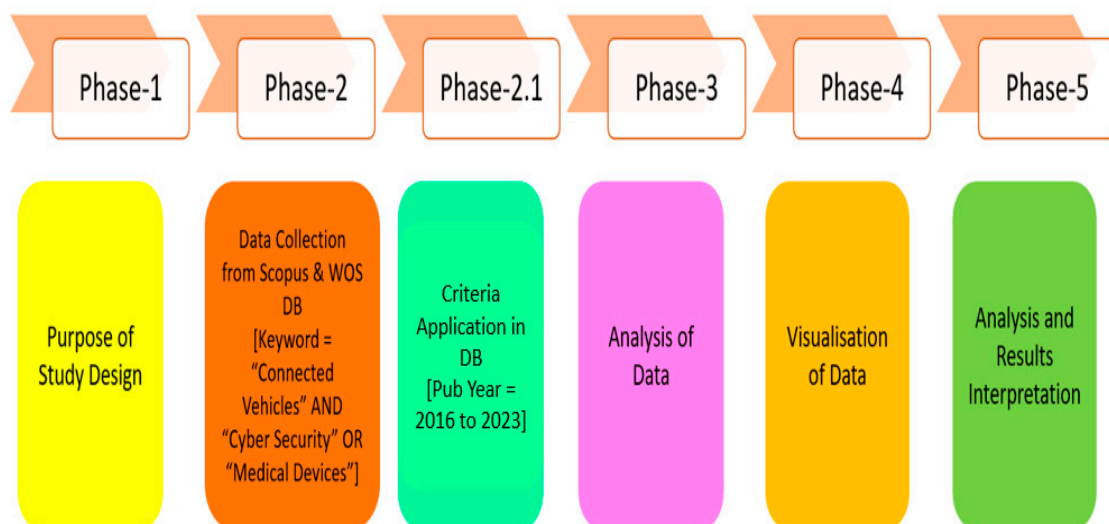 Phase-1
Phase-2
Phase-2.1
Phase-3
Phase-4
Phase-5
Purpose of
Study Design
Data Collection
from Scopus & WOS
DB
[Keyword =
“Connected
Vehicles” AND
“Cyber Security” OR
“Medical Devices”]
Criteria
Application in
DB
[Pub Year =
2016 to 2023]
Analysis of
Data
Visualisation
of Data
Analysis and
Results
Interpretation